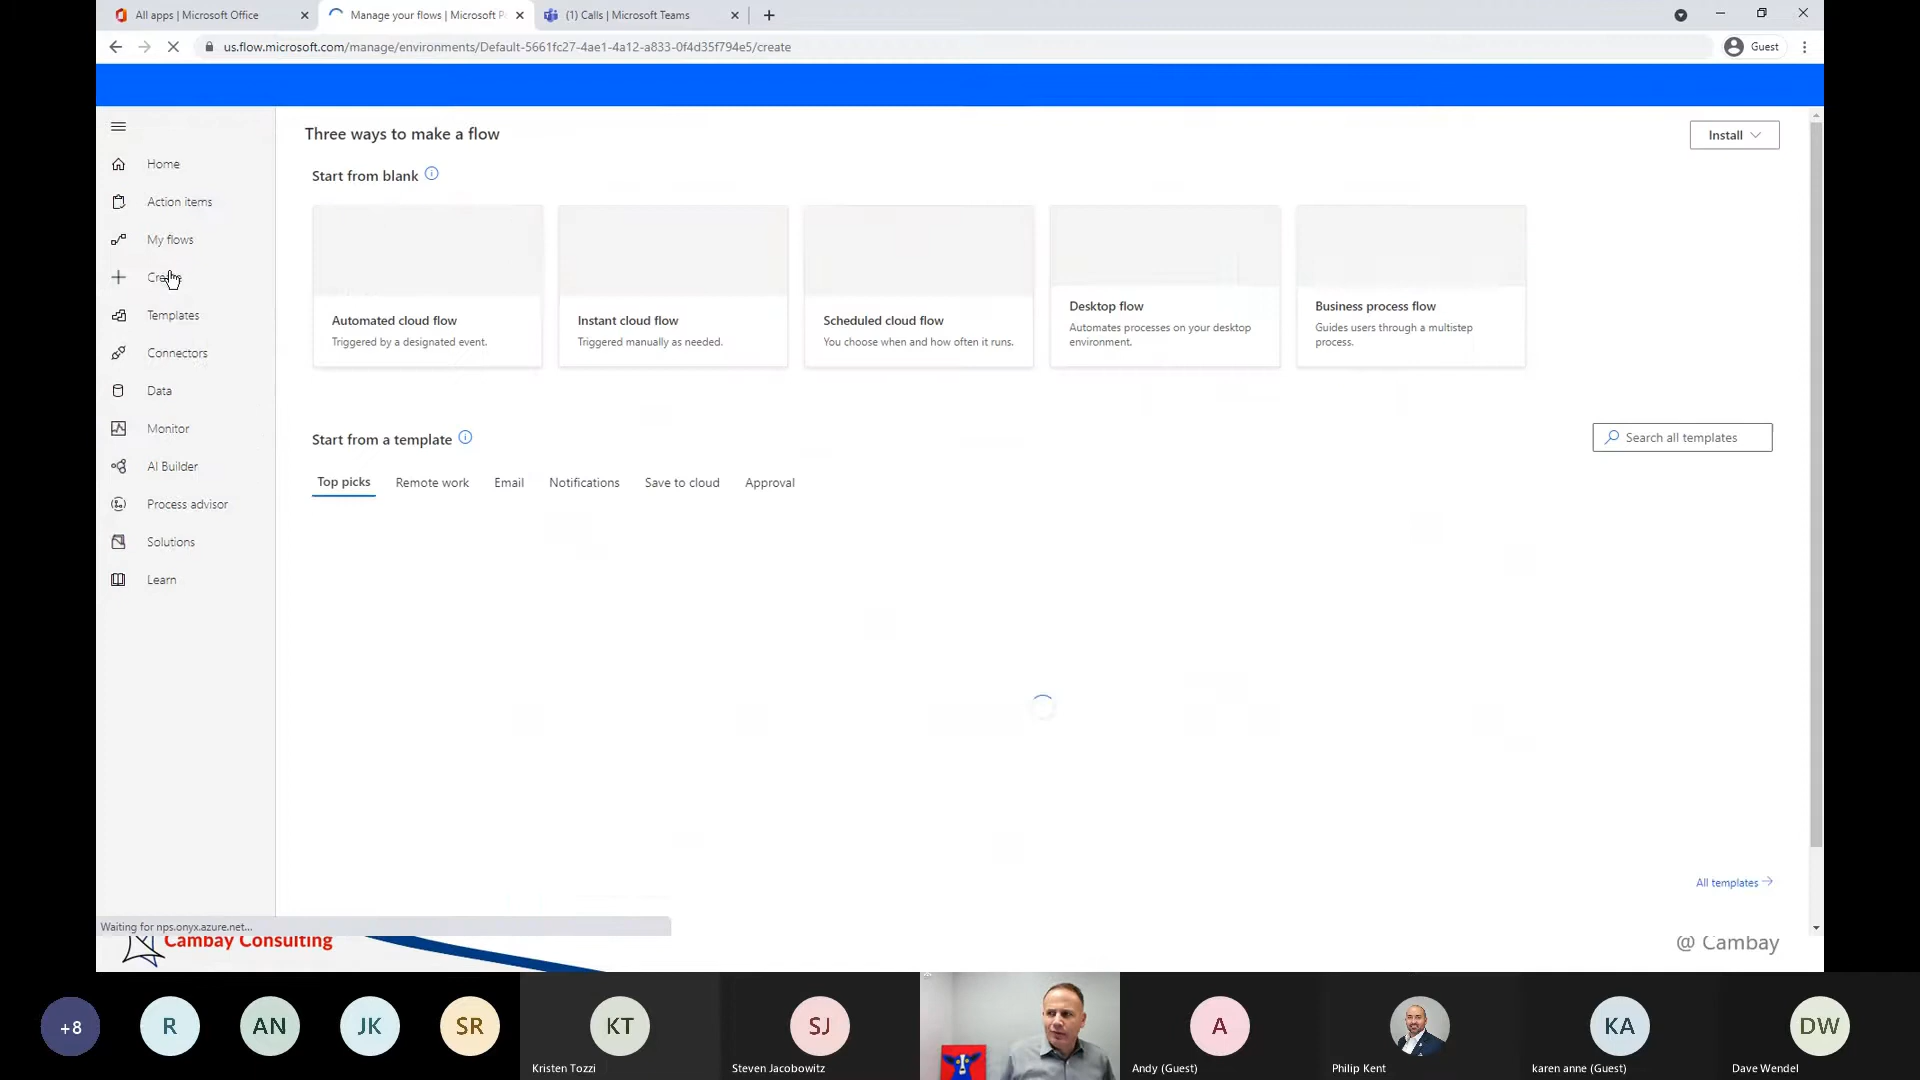 All apps | Microsoft Office
Manage your flows | Microsoft P
(1) Calls | Microsoft Teams
us.flow.microsoft.com/manage/environments/Default-5661fc27-4ae1-4a12-a833-0f4d35f794e5/create
Guest
Three ways to make a flow
Install
Home
Start from blank
Action items
My flows
Create
Templates
Connectors
Data
Monitor
AI Builder
Process advisor
Solutions
Learn
Automated cloud flow
Triggered by a designated event.
Instant cloud flow
Triggered manually as needed.
Scheduled cloud flow
You choose when and how often it runs.
Desktop flow
Automates processes on your desktop
environment.
Business process flow
Guides users through a multistep
process.
Start from a template
Search all templates
Top picks Remote work Email Notifications Save to cloud Approval
All templates
Waiting for nps.onyx.azure.net...
Cambay Consulting
@ Cambay
+8
R
AN
JK
SR
KT
Kristen Tozzi
SJ
Steven Jacobowitz
A
Andy (Guest)
Philip Kent
KA
karen anne (Guest)
DW
Dave Wendel